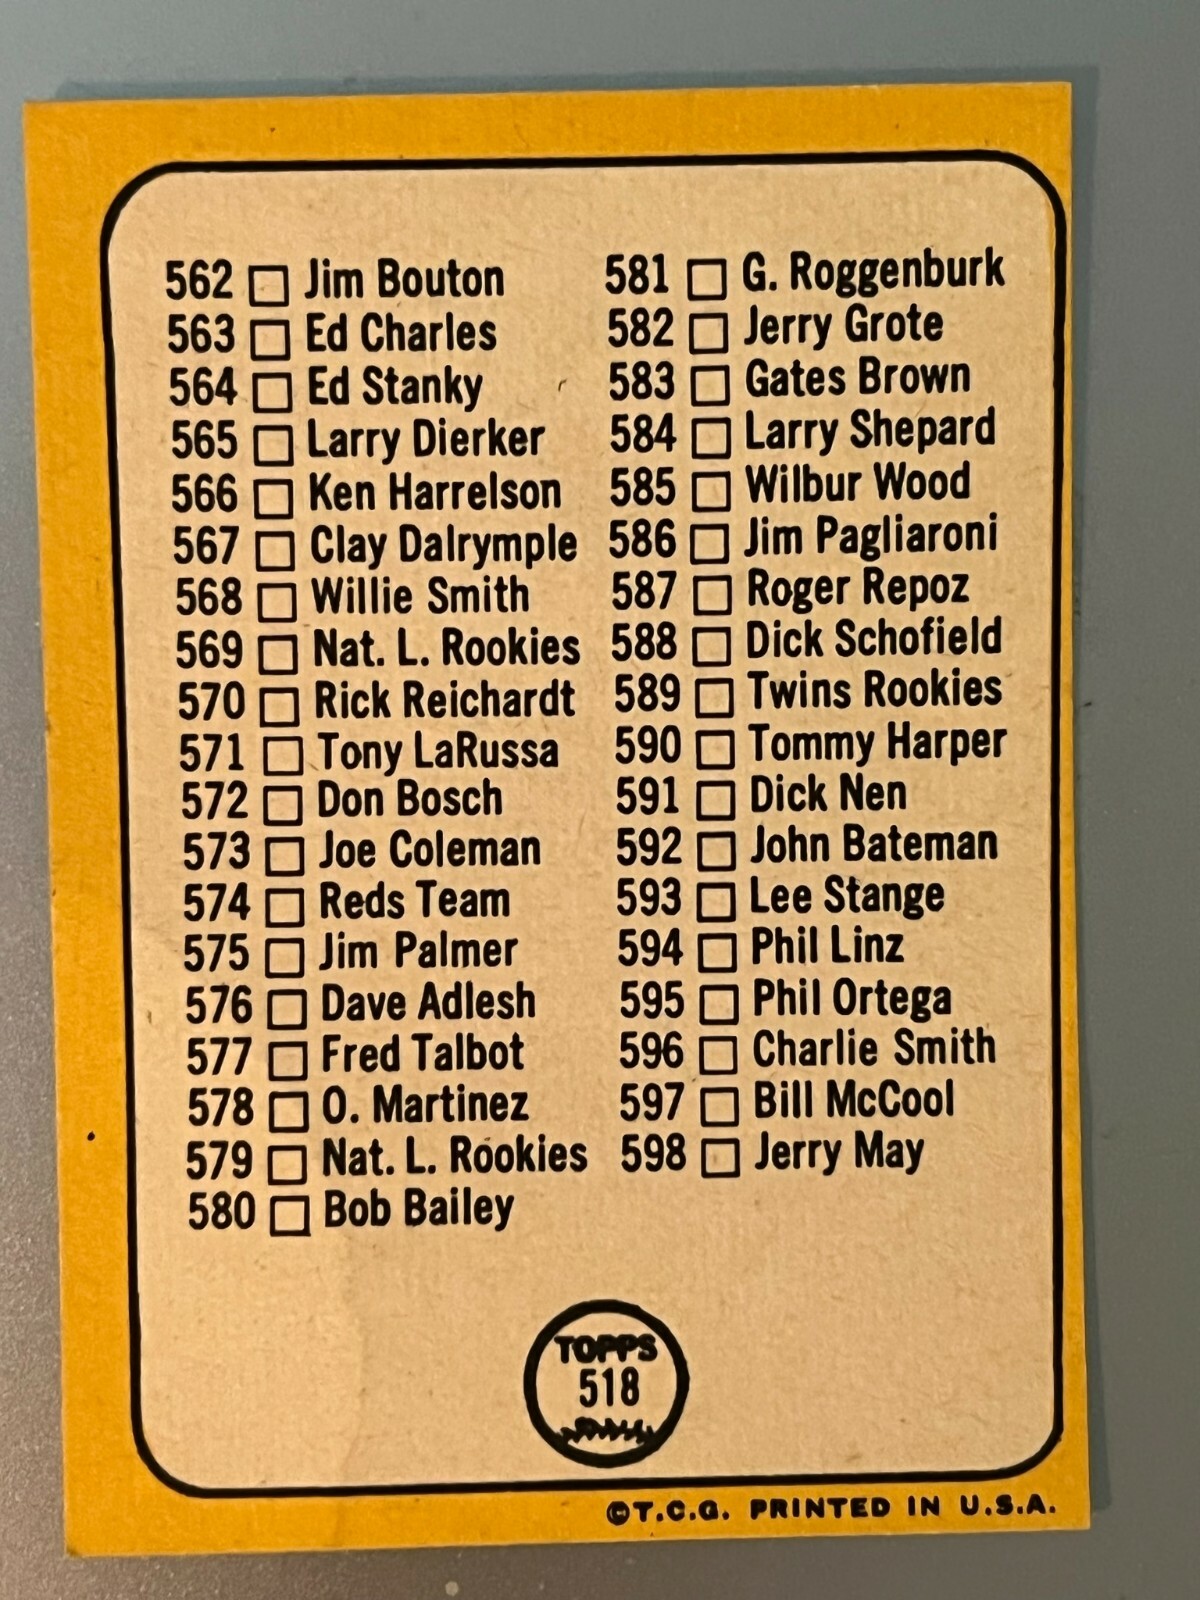 562 Jim Bouton
563 Ed Charles
564 Ed Stanky
565 Larry Dierker
566 Ken Harrelson
567 Clay Dalrymple
568 Willie Smith
569 Nat. L. Rookies
570 Rick Reichardt
571 Tony LaRussa
572 Don Bosch
573 Joe Coleman
574 Reds Team
575 Jim Palmer
576 Dave Adlesh
577 Fred Talbot
578 O. Martinez
579 Nat. L. Rookies
580 Bob Bailey
581 G. Roggenburk
582 Jerry Grote
583 Gates Brown
584 Larry Shepard
585 Wilbur Wood
586 Jim Pagliaroni
587 Roger Repoz
588 Dick Schofield
589 Twins Rookies
590 Tommy Harper
591 Dick Nen
592 John Bateman
593 Lee Stange
594 Phil Linz
595 Phil Ortega
596 Charlie Smith
597 Bill McCool
598 Jerry May
TOPPS
518
©T.C.G. PRINTED IN U.S.A.